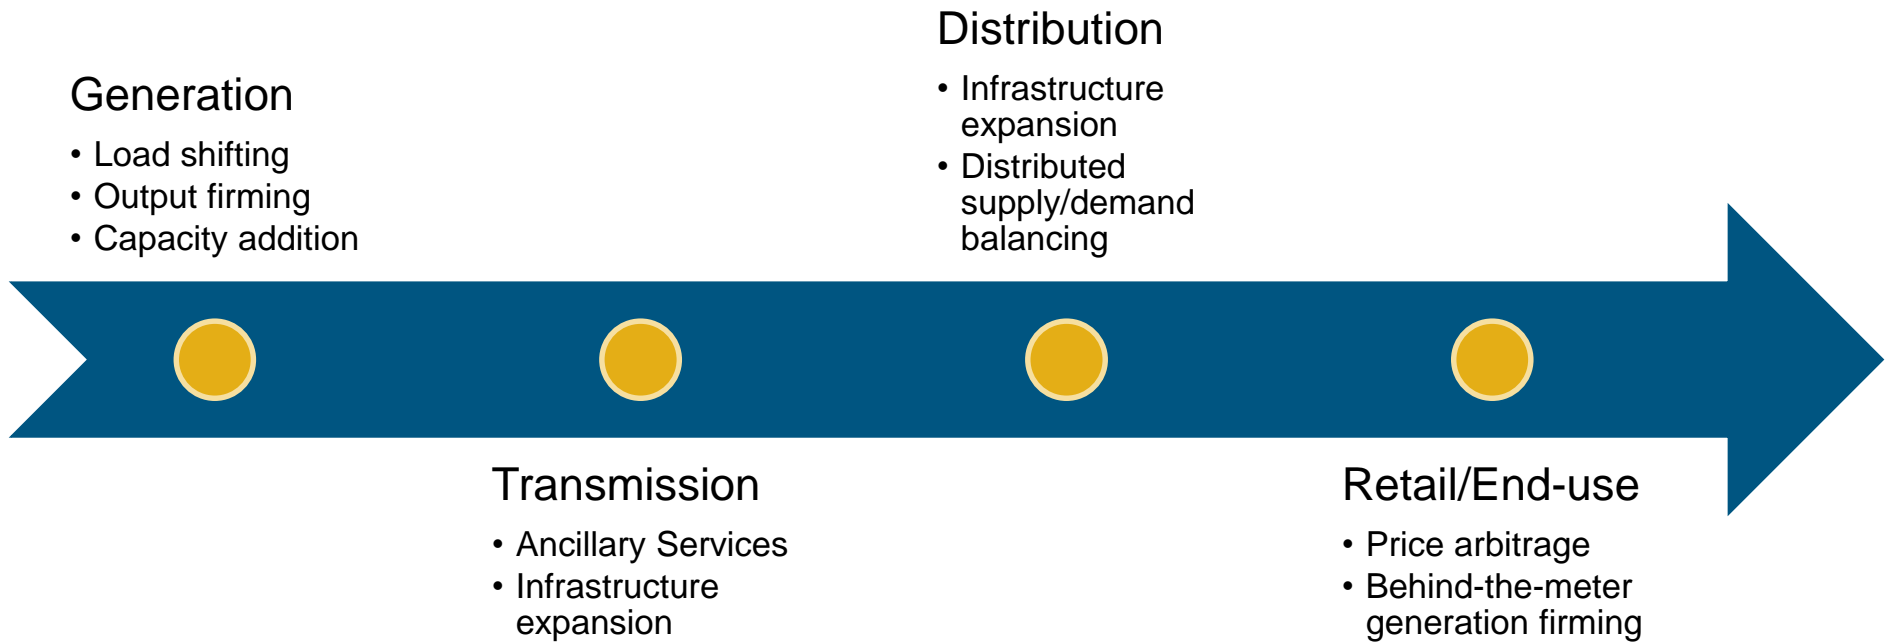 Generation
• Load shifting
• Output firming
• Capacity addition
Transmission
• Ancillary Services
• Infrastructure
expansion
Distribution
• Infrastructure
expansion
• Distributed
supply/demand
balancing
Retail/End-use
• Price arbitrage
• Behind-the-meter
generation firming